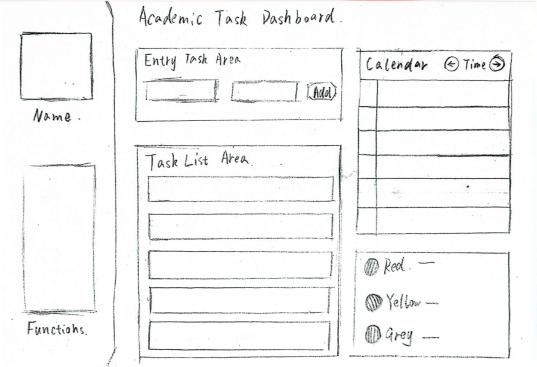 Academic Task Dashboard.
Name.
Functions.
Entry Task Area
Add
Task List Area.
Calendar ← Time →
Red. —
Yellow —
Grey —